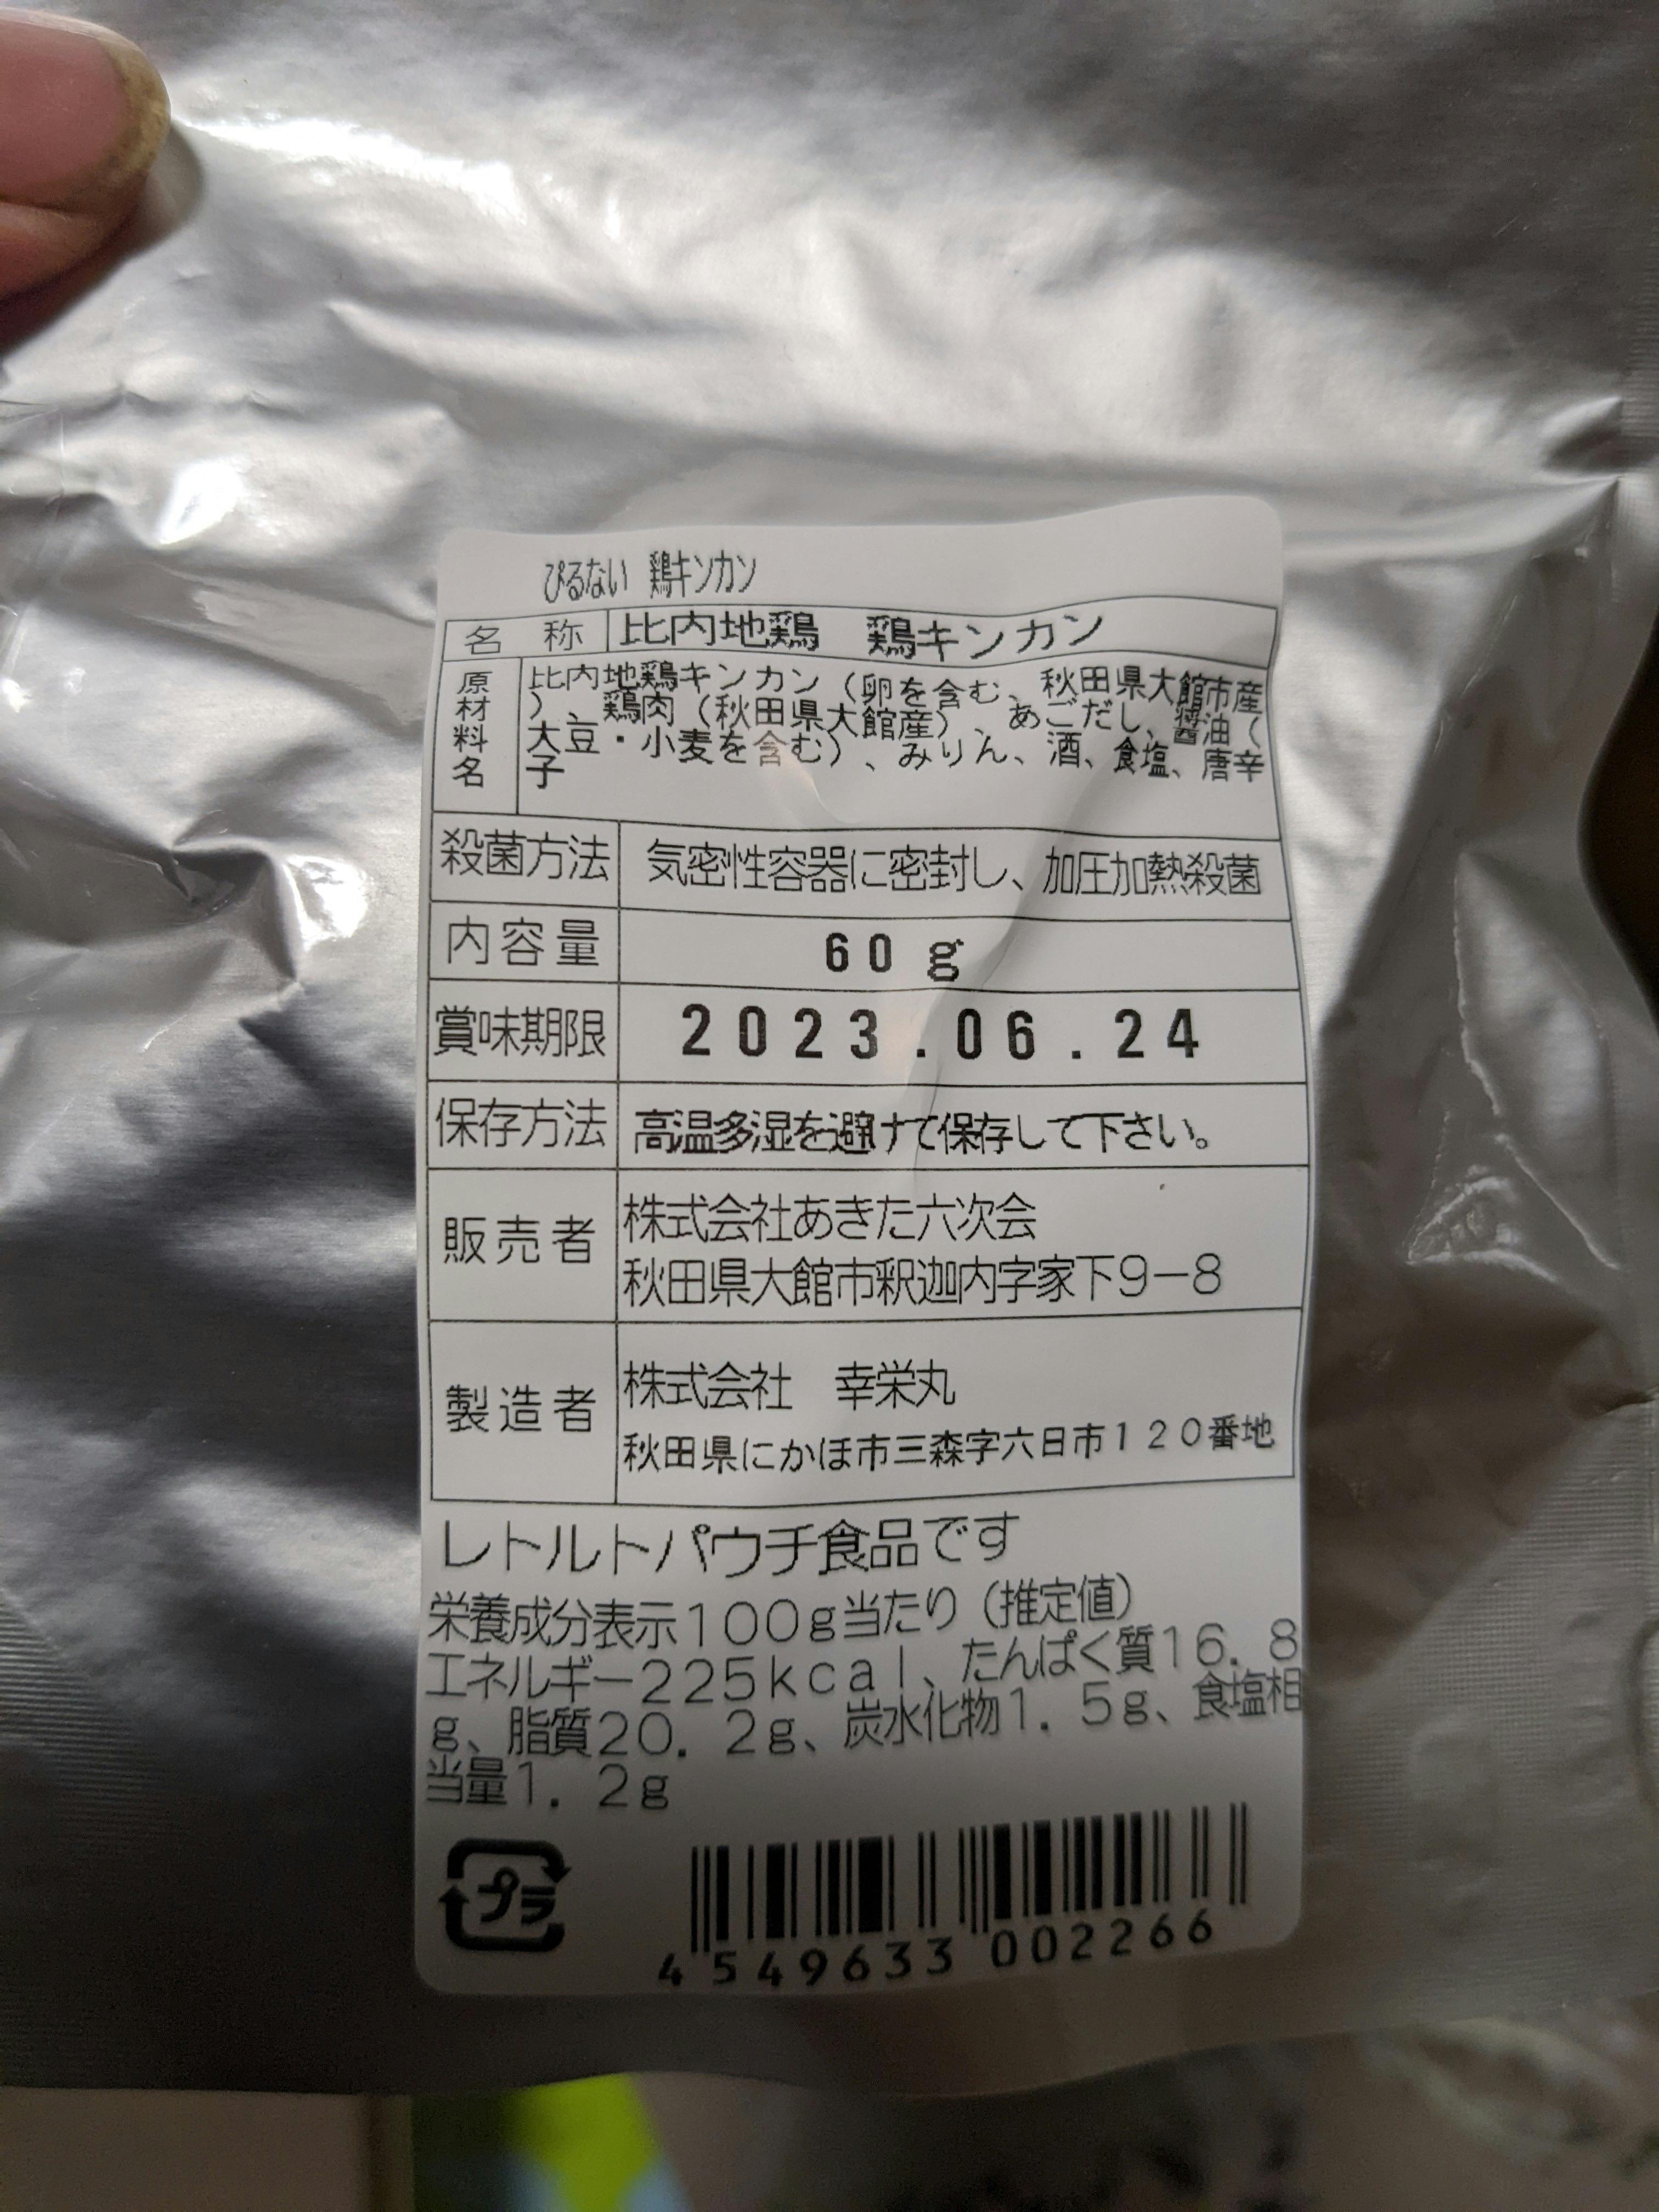 ぴるない 鶏キンカン
名称 比内地鶏 鶏キンカン
原材料名 比内地鶏キンカン（卵を含む、秋田県大館市産
）、鶏肉（秋田県大館産）、あごだし、醤油（
大豆・小麦を含む）、みりん、酒、食塩、唐辛
子
殺菌方法 気密性容器に密封し、加圧加熱殺菌
内容量 60g
賞味期限 2023.06.24
保存方法 高温多湿を避けて保存して下さい。
販売者 株式会社あきた六次会
秋田県大館市釈迦内字家下9-8
製造者 株式会社 幸栄丸
秋田県にかほ市三森字六日市120番地
レトルトパウチ食品です
栄養成分表示100g当たり（推定値）
エネルギー225kcal、たんぱく質16.8
g、脂質20.2g、炭水化物1.5g、食塩相
当量1.2g
プラ
4549633002266